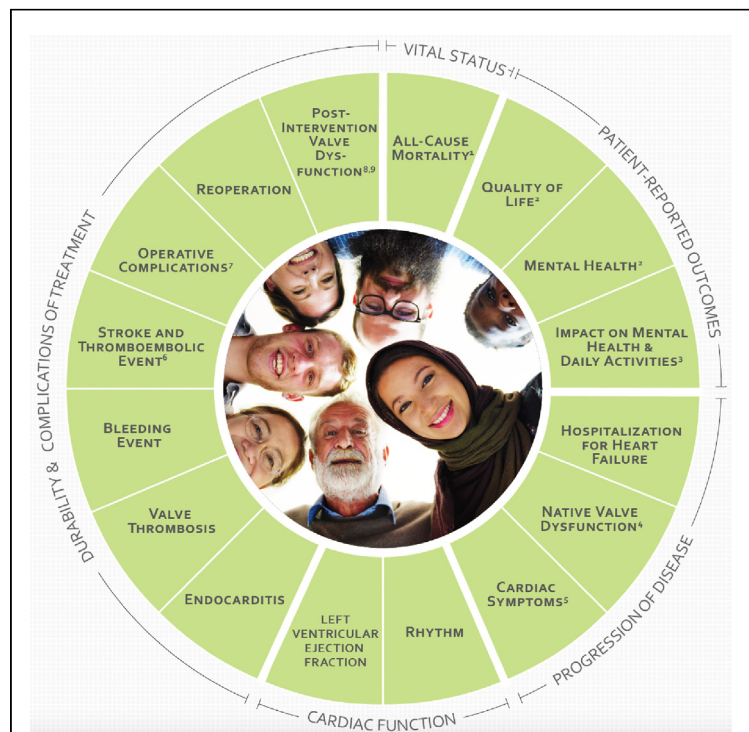 VITAL STATUS
ALL-CAUSE
MORTALITY¹
PATIENT-REPORTED OUTCOMES
QUALITY OF
LIFE²
MENTAL HEALTH²
IMPACT ON MENTAL
HEALTH &
DAILY ACTIVITIES³
PROGRESSION OF DISEASE
HOSPITALIZATION
FOR HEART
FAILURE
NATIVE VALVE
DYSFUNCTION⁴
CARDIAC
SYMPTOMS⁵
CARDIAC FUNCTION
RHYTHM
LEFT
VENTRICULAR
EJECTION
FRACTION
DURABILITY & COMPLICATIONS OF TREATMENT
ENDOCARDITIS
VALVE
THROMBOSIS
BLEEDING
EVENT
STROKE AND
THROMBOEMBOLIC
EVENT⁶
OPERATIVE
COMPLICATIONS⁷
REOPERATION
POST-
INTERVENTION
VALVE
DYS-
FUNCTION⁸,⁹